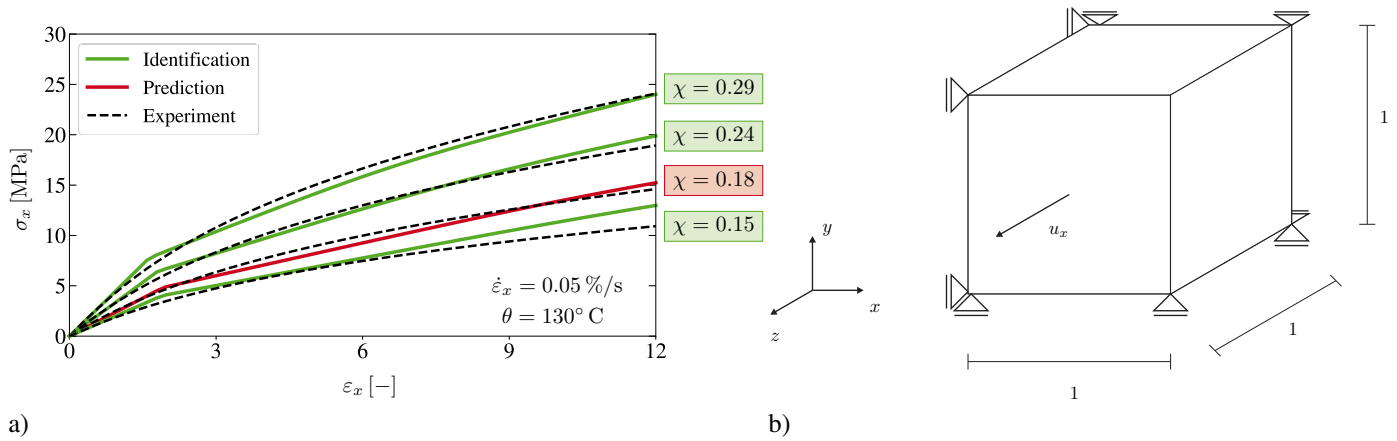 30
25
20
15
10
5
0
σₓ [MPa]
Identification
Prediction
Experiment
χ = 0.29
χ = 0.24
χ = 0.18
χ = 0.15
ε̇ₓ = 0.05 %/s
θ = 130° C
0 3 6 9 12
εₓ [−]
a)
y
x
z
uₓ
1
1
1
b)